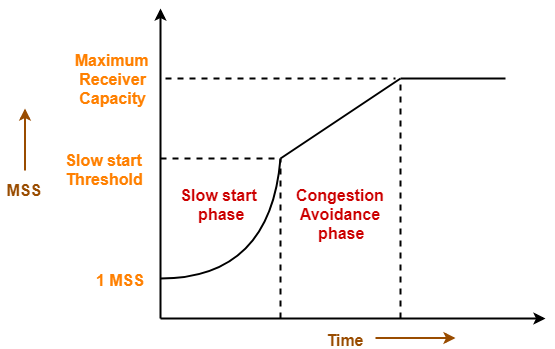 Maximum
Receiver
Capacity
Slow start
Threshold
MSS
Slow start
phase
Congestion
Avoidance
phase
1 MSS
Time